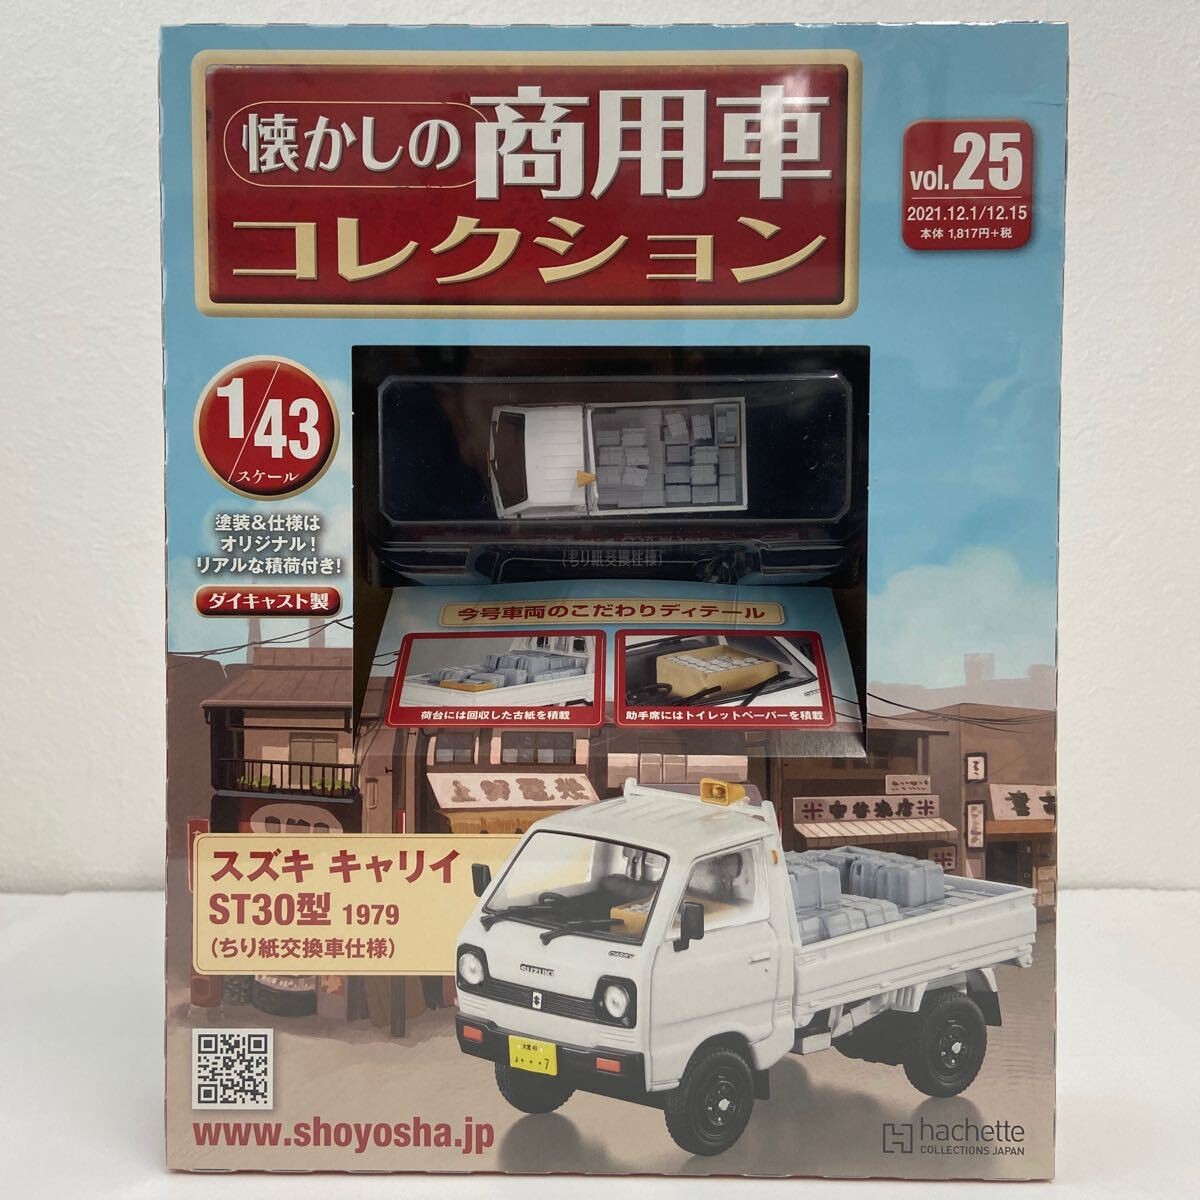 懐かしの 商用車
コレクション
vol.25
2021.12.1/12.15
本体 1,817円+税
1/43
スケール
塗装&仕様は
オリジナル!
リアルな積荷付き!
ダイキャスト製
(ちり紙交換仕様)
今号車両のこだわりディテール
荷台には回収した古紙を積載
助手席にはトイレットペーパーを積載
スズキ キャリイ
ST30型 1979
(ちり紙交換車仕様)
CARRY
SUZUKI
www.shoyosha.jp
hachette
COLLECTIONS JAPAN